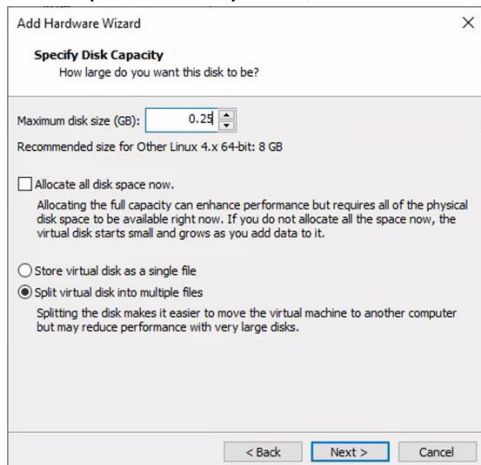 Add Hardware Wizard
Specify Disk Capacity
How large do you want this disk to be?
Maximum disk size (GB): 0.25
Recommended size for Other Linux 4.x 64-bit: 8 GB
Allocate all disk space now.
Allocating the full capacity can enhance performance but requires all of the physical
disk space to be available right now. If you do not allocate all the space now, the
virtual disk starts small and grows as you add data to it.
Store virtual disk as a single file
Split virtual disk into multiple files
Splitting the disk makes it easier to move the virtual machine to another computer
but may reduce performance with very large disks.
< Back Next > Cancel